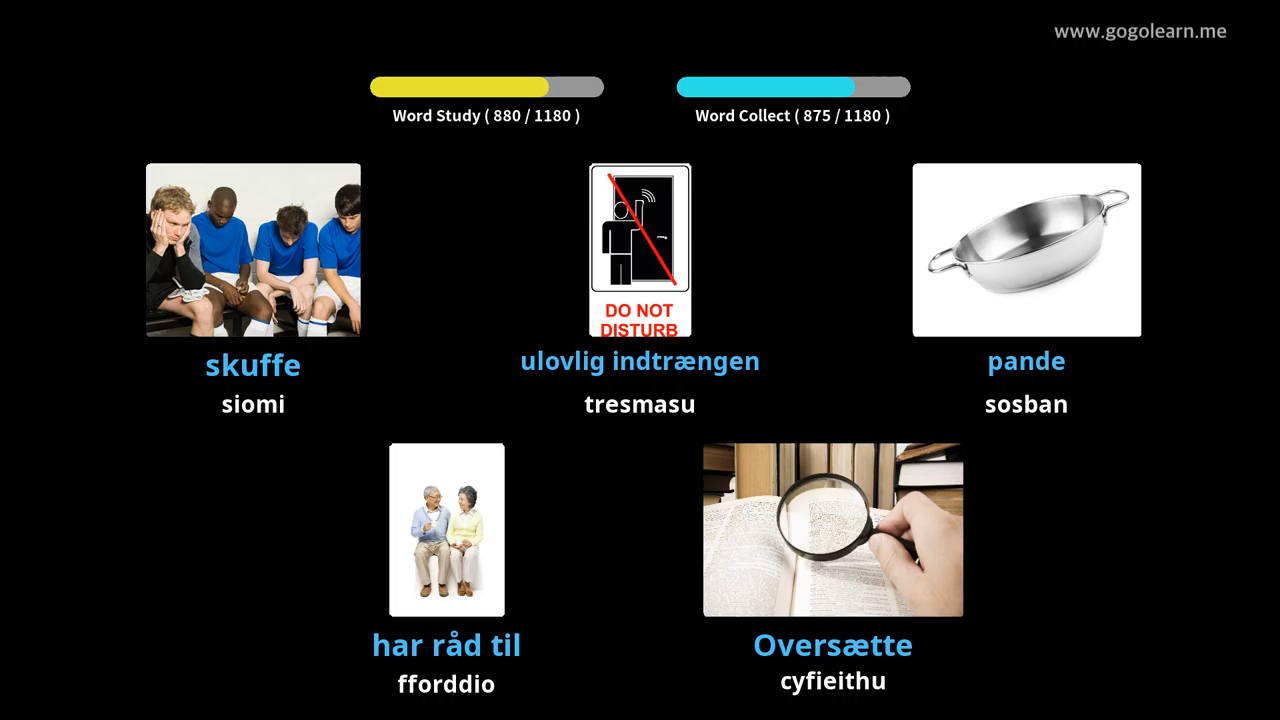 www.gogolearn.me
Word Study ( 880 / 1180 )
Word Collect ( 875 / 1180 )
DO NOT
DISTURB
skuffe
ulovlig indtrængen
pande
siomi
tresmasu
sosban
har råd til
Oversætte
fforddio
cyfieithu